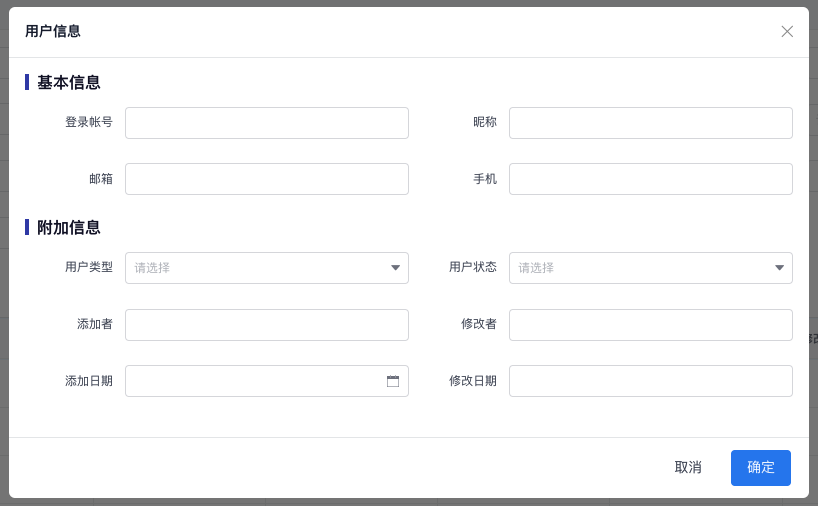 用户信息
基本信息
登录帐号
昵称
邮箱
手机
附加信息
用户类型 请选择
用户状态 请选择
添加者
修改者
添加日期
修改日期
取消
确定